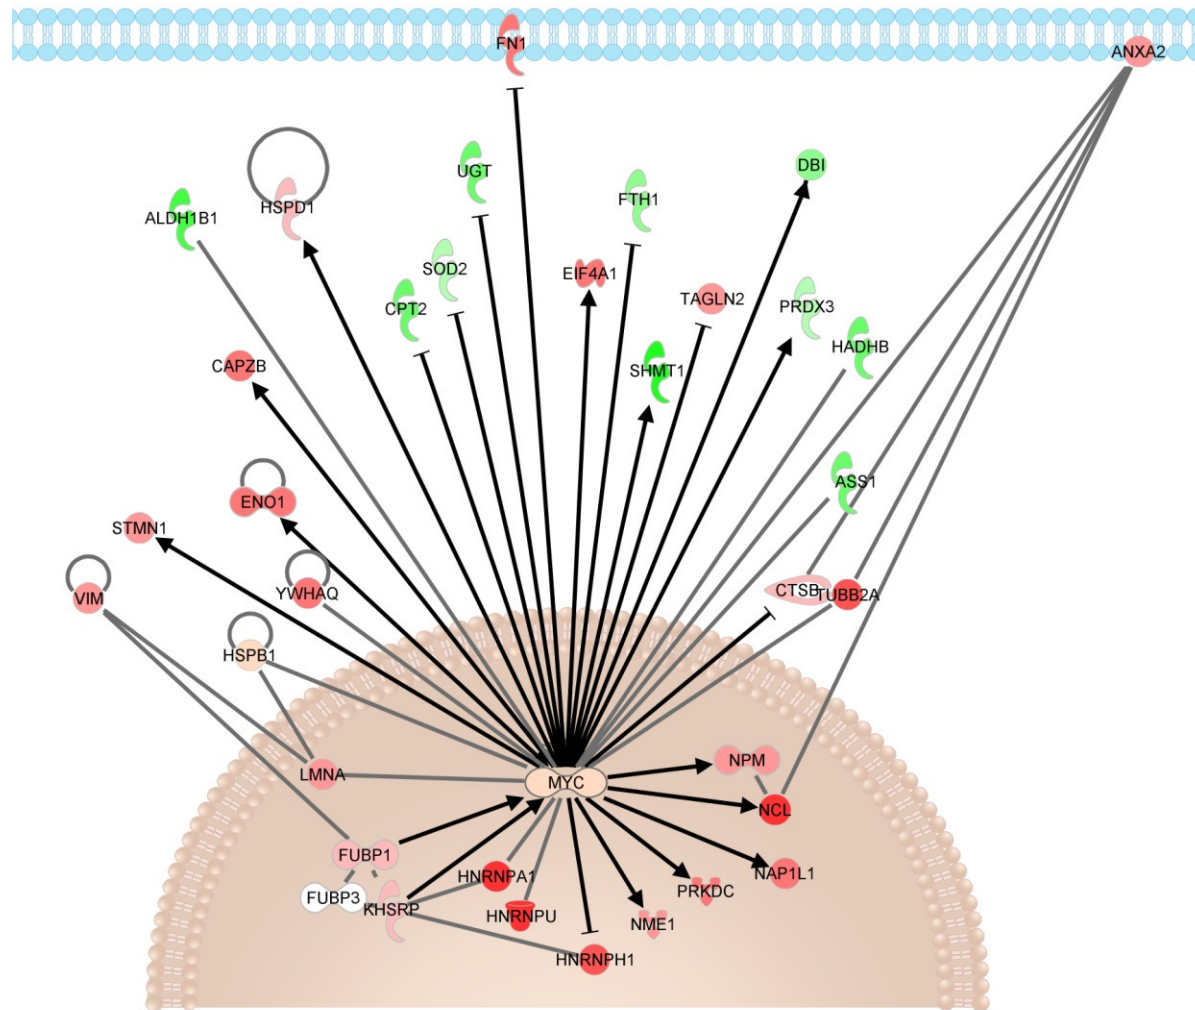 FN1
ANXA2
DBI
UGT
HSPD1
FTH1
ALDH1B1
SOD2
EIF4A1
CPT2
TAGLN2
PRDX3
HADHB
CAPZB
SHMT1
ASS1
ENO1
STMN1
YWHAQ
CTSB
TUBB2A
VIM
HSPB1
NPM
LMNA
MYC
NCL
FUBP1
HNRNPA1
NAP1L1
PRKDC
FUBP3
KHSRP
HNRNPU
NME1
HNRNPH1